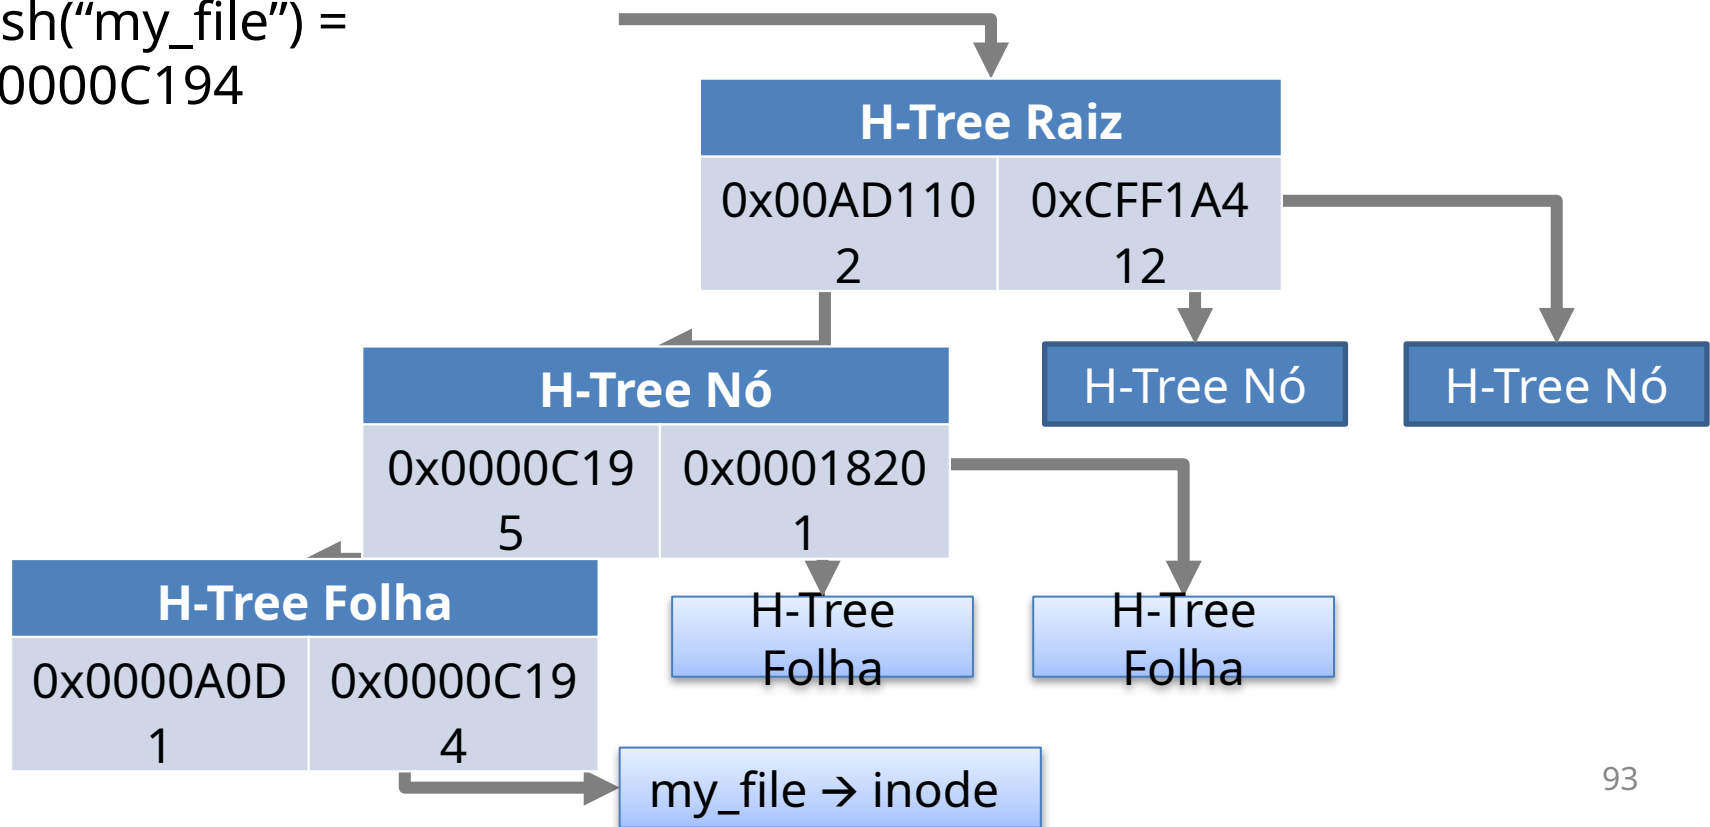 sh(“my_file”) =
0000C194
H-Tree Raiz
0x00AD110
2
0xCFF1A4
12
H-Tree Nó
0x0000C19
5
0x0001820
1
H-Tree Nó
H-Tree Nó
H-Tree Folha
0x0000A0D
1
0x0000C19
4
H-Tree
Folha
H-Tree
Folha
my_file → inode
93